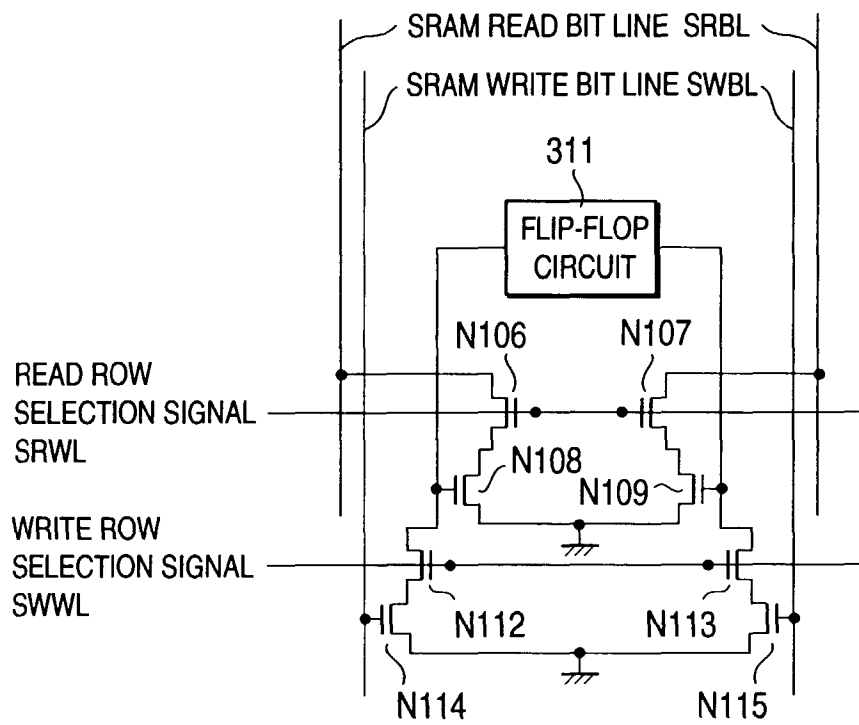 SRAM READ BIT LINE SRBL
SRAM WRITE BIT LINE SWBL
311
FLIP-FLOP
CIRCUIT
N106
N107
READ ROW
SELECTION SIGNAL
SRWL
N108
N109
WRITE ROW
SELECTION SIGNAL
SWWL
N112
N113
N114
N115